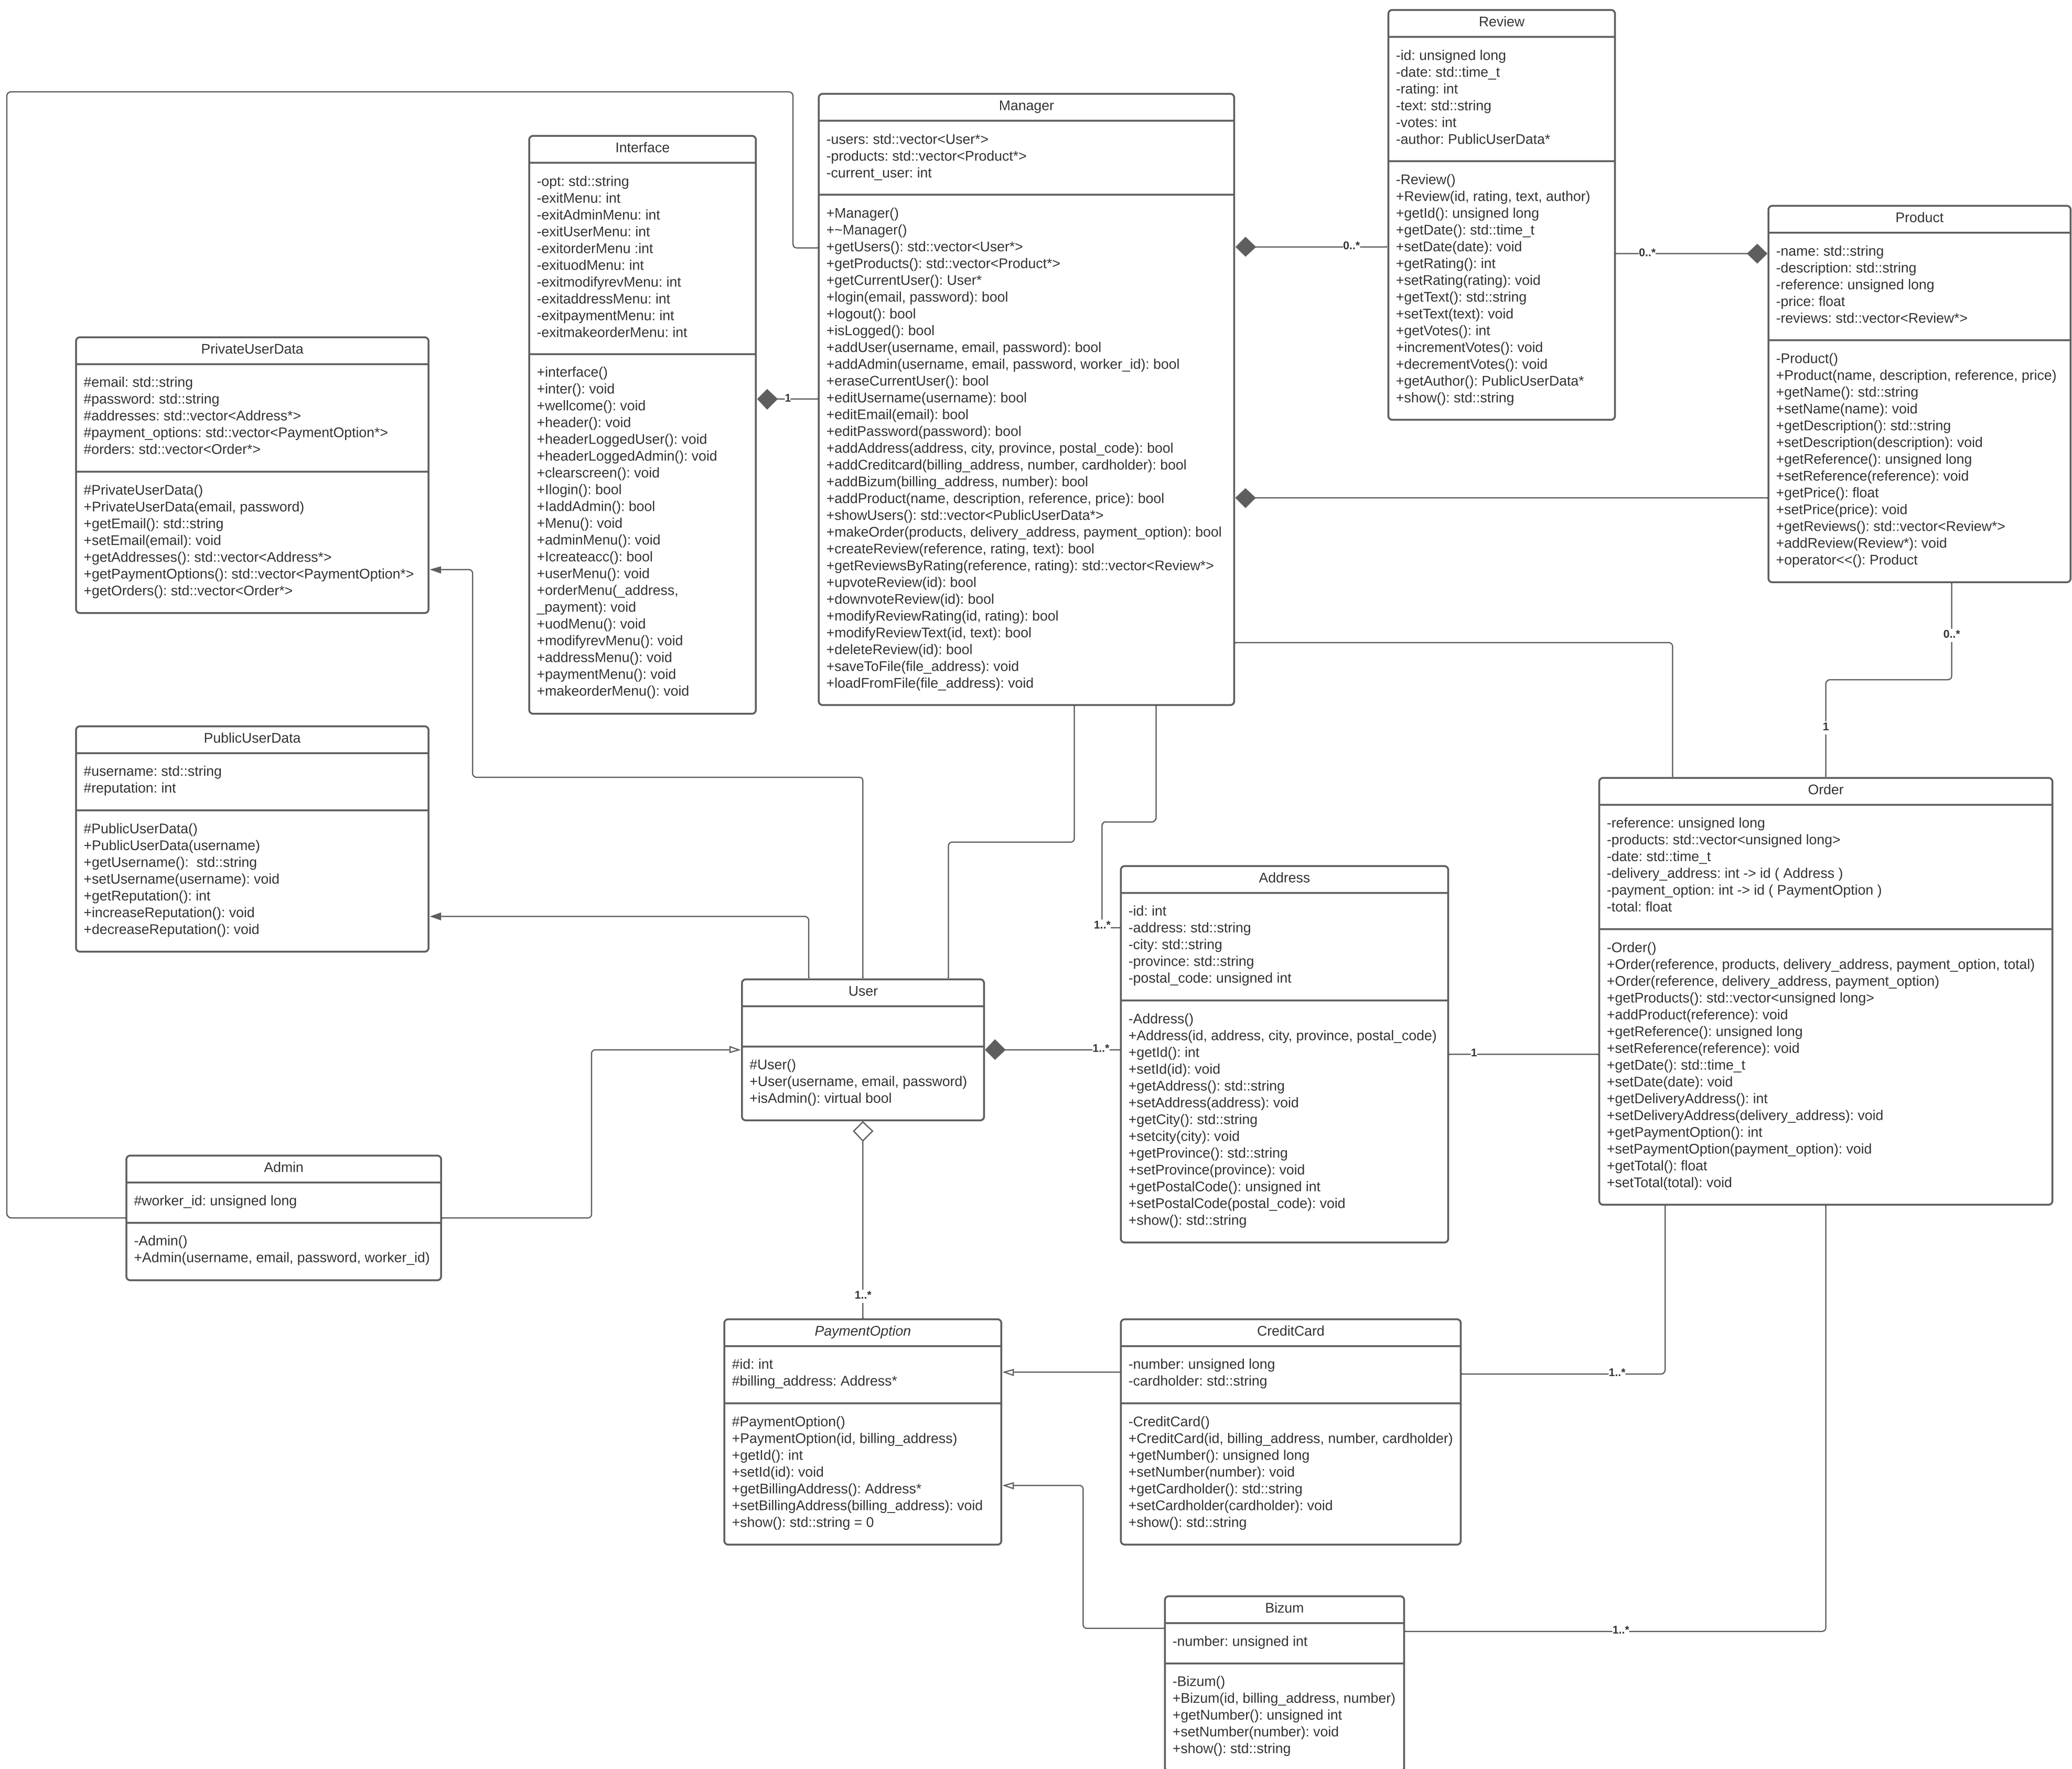 Review
-id: unsigned long
-date: std::time_t
-rating: int
-text: std::string
-votes: int
-author: PublicUserData*
-Review()
+Review(id, rating, text, author)
+getId(): unsigned long
+getDate(): std::time_t
+setDate(date): void
+getRating(): int
+setRating(rating): void
+getText(): std::string
+setText(text): void
+getVotes(): int
+incrementVotes(): void
+decrementVotes(): void
+getAuthor(): PublicUserData*
+show(): std::string
Manager
-users: std::vector<User*>
-products: std::vector<Product*>
-current_user: int
+Manager()
+~Manager()
+getUsers(): std::vector<User*>
+getProducts(): std::vector<Product*>
+getCurrentUser(): User*
+login(email, password): bool
+logout(): bool
+isLogged(): bool
+addUser(username, email, password): bool
+addAdmin(username, email, password, worker_id): bool
+eraseCurrentUser(): bool
+editUsername(username): bool
+editEmail(email): bool
+editPassword(password): bool
+addAddress(address, city, province, postal_code): bool
+addCreditcard(billing_address, number, cardholder): bool
+addBizum(billing_address, number): bool
+addProduct(name, description, reference, price): bool
+showUsers(): std::vector<PublicUserData*>
+makeOrder(products, delivery_address, payment_option): bool
+createReview(reference, rating, text): bool
+getReviewsByRating(reference, rating): std::vector<Review*>
+upvoteReview(id): bool
+downvoteReview(id): bool
+modifyReviewRating(id, rating): bool
+modifyReviewText(id, text): bool
+deleteReview(id): bool
+saveToFile(file_address): void
+loadFromFile(file_address): void
Interface
-opt: std::string
-exitMenu: int
-exitAdminMenu: int
-exitUserMenu: int
-exitorderMenu :int
-exituodMenu: int
-exitmodifyrevMenu: int
-exitaddressMenu: int
-exitpaymentMenu: int
-exitmakeorderMenu: int
+interface()
+inter(): void
+wellcome(): void
+header(): void
+headerLoggedUser(): void
+headerLoggedAdmin(): void
+clearscreen(): void
+Ilogin(): bool
+IaddAdmin(): bool
+Menu(): void
+adminMenu(): void
+Icreateacc(): bool
+userMenu(): void
+orderMenu(_address,
_payment): void
+uodMenu(): void
+modifyrevMenu(): void
+addressMenu(): void
+paymentMenu(): void
+makeorderMenu(): void
1
0..*
0..*
Product
-name: std::string
-description: std::string
-reference: unsigned long
-price: float
-reviews: std::vector<Review*>
-Product()
+Product(name, description, reference, price)
+getName(): std::string
+setName(name): void
+getDescription(): std::string
+setDescription(description): void
+getReference(): unsigned long
+setReference(reference): void
+getPrice(): float
+setPrice(price): void
+getReviews(): std::vector<Review*>
+addReview(Review*): void
+operator<<(): Product
0..*
1
PrivateUserData
#email: std::string
#password: std::string
#addresses: std::vector<Address*>
#payment_options: std::vector<PaymentOption*>
#orders: std::vector<Order*>
#PrivateUserData()
+PrivateUserData(email, password)
+getEmail(): std::string
+setEmail(email): void
+getAddresses(): std::vector<Address*>
+getPaymentOptions(): std::vector<PaymentOption*>
+getOrders(): std::vector<Order*>
PublicUserData
#username: std::string
#reputation: int
#PublicUserData()
+PublicUserData(username)
+getUsername():  std::string
+setUsername(username): void
+getReputation(): int
+increaseReputation(): void
+decreaseReputation(): void
Order
-reference: unsigned long
-products: std::vector<unsigned long>
-date: std::time_t
-delivery_address: int -> id ( Address )
-payment_option: int -> id ( PaymentOption )
-total: float
-Order()
+Order(reference, products, delivery_address, payment_option, total)
+Order(reference, delivery_address, payment_option)
+getProducts(): std::vector<unsigned long>
+addProduct(reference): void
+getReference(): unsigned long
+setReference(reference): void
+getDate(): std::time_t
+setDate(date): void
+getDeliveryAddress(): int
+setDeliveryAddress(delivery_address): void
+getPaymentOption(): int
+setPaymentOption(payment_option): void
+getTotal(): float
+setTotal(total): void
Address
-id: int
-address: std::string
-city: std::string
-province: std::string
-postal_code: unsigned int
-Address()
+Address(id, address, city, province, postal_code)
+getId(): int
+setId(id): void
+getAddress(): std::string
+setAddress(address): void
+getCity(): std::string
+setcity(city): void
+getProvince(): std::string
+setProvince(province): void
+getPostalCode(): unsigned int
+setPostalCode(postal_code): void
+show(): std::string
1..*
1..*
1
User
#User()
+User(username, email, password)
+isAdmin(): virtual bool
Admin
#worker_id: unsigned long
-Admin()
+Admin(username, email, password, worker_id)
1..*
PaymentOption
#id: int
#billing_address: Address*
#PaymentOption()
+PaymentOption(id, billing_address)
+getId(): int
+setId(id): void
+getBillingAddress(): Address*
+setBillingAddress(billing_address): void
+show(): std::string = 0
CreditCard
-number: unsigned long
-cardholder: std::string
-CreditCard()
+CreditCard(id, billing_address, number, cardholder)
+getNumber(): unsigned long
+setNumber(number): void
+getCardholder(): std::string
+setCardholder(cardholder): void
+show(): std::string
1..*
Bizum
-number: unsigned int
-Bizum()
+Bizum(id, billing_address, number)
+getNumber(): unsigned int
+setNumber(number): void
+show(): std::string
1..*